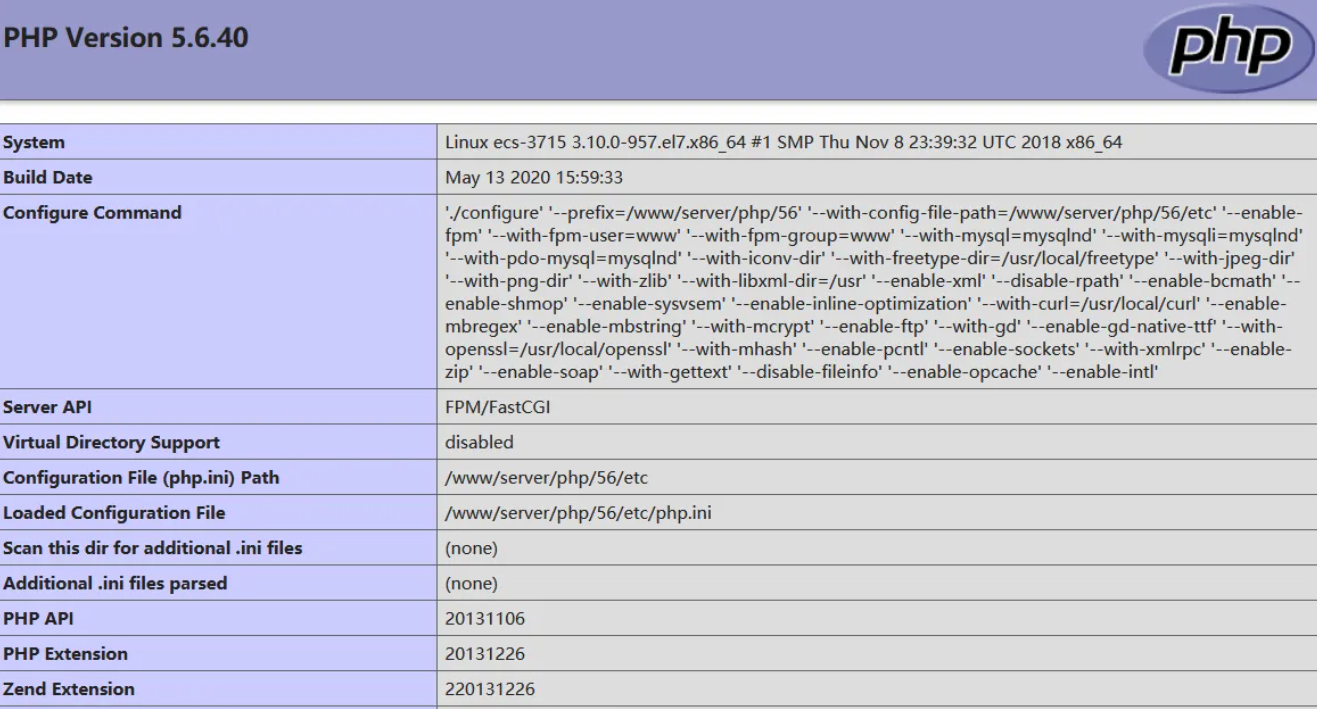 PHP Version 5.6.40
php
System
Linux ecs-3715 3.10.0-957.el7.x86_64 #1 SMP Thu Nov 8 23:39:32 UTC 2018 x86_64
Build Date
May 13 2020 15:59:33
Configure Command
'./configure' '--prefix=/www/server/php/56' '--with-config-file-path=/www/server/php/56/etc' '--enable-
fpm' '--with-fpm-user=www' '--with-fpm-group=www' '--with-mysql=mysqlnd' '--with-mysqli=mysqlnd'
'--with-pdo-mysql=mysqlnd' '--with-iconv-dir' '--with-freetype-dir=/usr/local/freetype' '--with-jpeg-dir'
'--with-png-dir' '--with-zlib' '--with-libxml-dir=/usr' '--enable-xml' '--disable-rpath' '--enable-bcmath' '--
enable-shmop' '--enable-sysvsem' '--enable-inline-optimization' '--with-curl=/usr/local/curl' '--enable-
mbregex' '--enable-mbstring' '--with-mcrypt' '--enable-ftp' '--with-gd' '--enable-gd-native-ttf' '--with-
openssl=/usr/local/openssl' '--with-mhash' '--enable-pcntl' '--enable-sockets' '--with-xmlrpc' '--enable-
zip' '--enable-soap' '--with-gettext' '--disable-fileinfo' '--enable-opcache' '--enable-intl'
Server API
FPM/FastCGI
Virtual Directory Support
disabled
Configuration File (php.ini) Path
/www/server/php/56/etc
Loaded Configuration File
/www/server/php/56/etc/php.ini
Scan this dir for additional .ini files
(none)
Additional .ini files parsed
(none)
PHP API
20131106
PHP Extension
20131226
Zend Extension
220131226